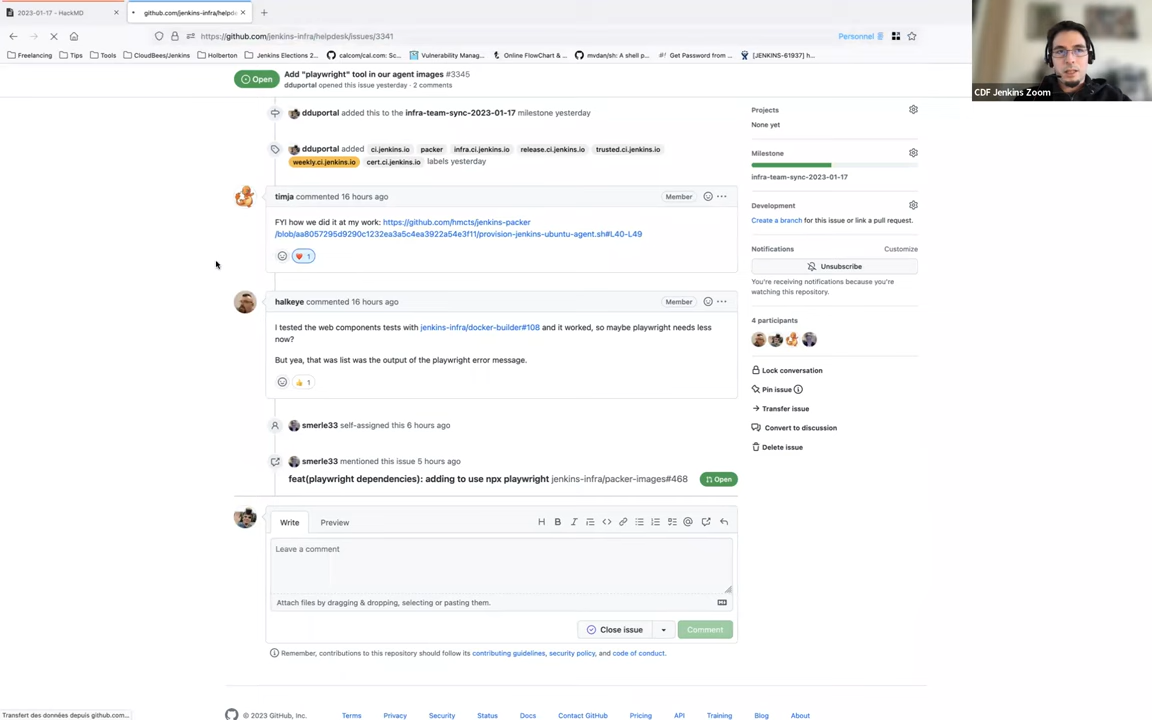 2023-01-17 - HackMD
github.com/jenkins-infra/helpde
https://github.com/jenkins-infra/helpdesk/issues/3341
Personnel
Freelancing
Tips
Tools
CloudBees/Jenkins
Holberton
Jenkins Elections 2...
calcom/cal.com: Sc...
Vulnerability Manag...
Online FlowChart & ...
mvdan/sh: A shell p...
Get Password from ...
[JENKINS-61937] h...
CDF Jenkins Zoom
Open
Add "playwright" tool in our agent images #3345
dduportal opened this issue yesterday · 2 comments
dduportal added this to the infra-team-sync-2023-01-17 milestone yesterday
dduportal added ci.jenkins.io packer infra.ci.jenkins.io release.ci.jenkins.io trusted.ci.jenkins.io
weekly.ci.jenkins.io cert.ci.jenkins.io labels yesterday
timja commented 16 hours ago
Member
FYI how we did it at my work: https://github.com/hmcts/jenkins-packer
/blob/aa8057295d9290c1232ea3a5c4ea3922a54e3f11/provision-jenkins-ubuntu-agent.sh#L40-L49
1
halkeye commented 16 hours ago
Member
I tested the web components tests with jenkins-infra/docker-builder#108 and it worked, so maybe playwright needs less
now?
But yea, that was list was the output of the playwright error message.
1
smerle33 self-assigned this 6 hours ago
smerle33 mentioned this issue 5 hours ago
feat(playwright dependencies): adding to use npx playwright jenkins-infra/packer-images#468
Open
Write
Preview
Leave a comment
Attach files by dragging & dropping, selecting or pasting them.
Close issue
Comment
Remember, contributions to this repository should follow its contributing guidelines, security policy, and code of conduct.
Projects
None yet
Milestone
infra-team-sync-2023-01-17
Development
Create a branch for this issue or link a pull request.
Notifications
Customize
Unsubscribe
You're receiving notifications because you're
watching this repository.
4 participants
Lock conversation
Pin issue
Transfer issue
Convert to discussion
Delete issue
Transfert des données depuis github.com...
© 2023 GitHub, Inc.
Terms
Privacy
Security
Status
Docs
Contact GitHub
Pricing
API
Training
Blog
About